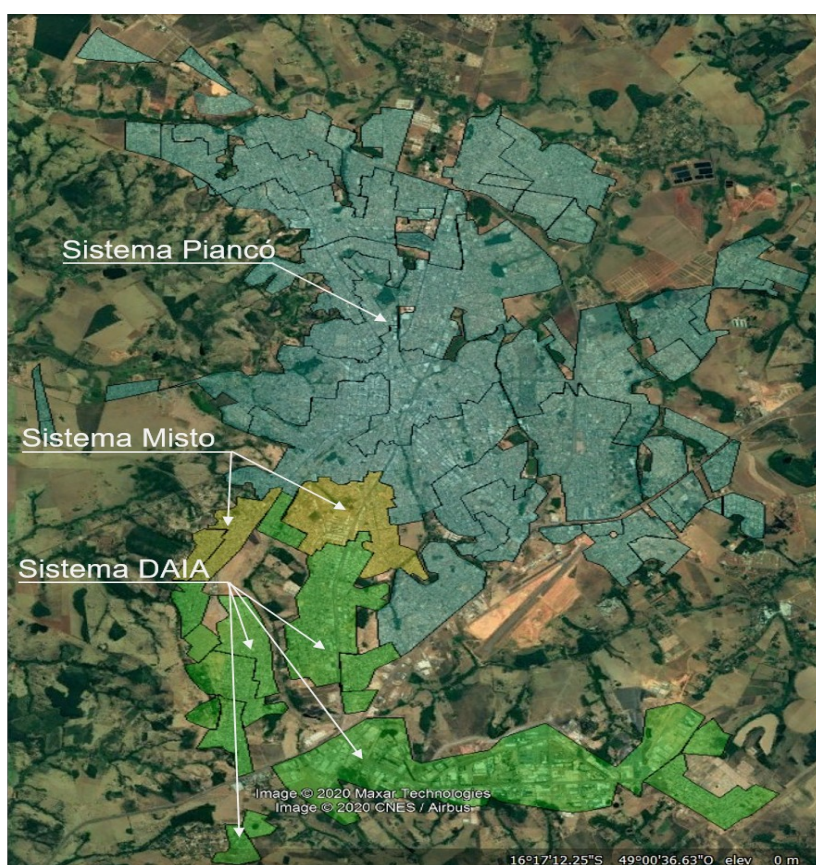 Sistema Piancó
Sistema Misto
Sistema DAIA
Image © 2020 Maxar Technologies
Image © 2020 CNES / Airbus
16°17'12.25"S 49°00'36.63"O elev 0 m